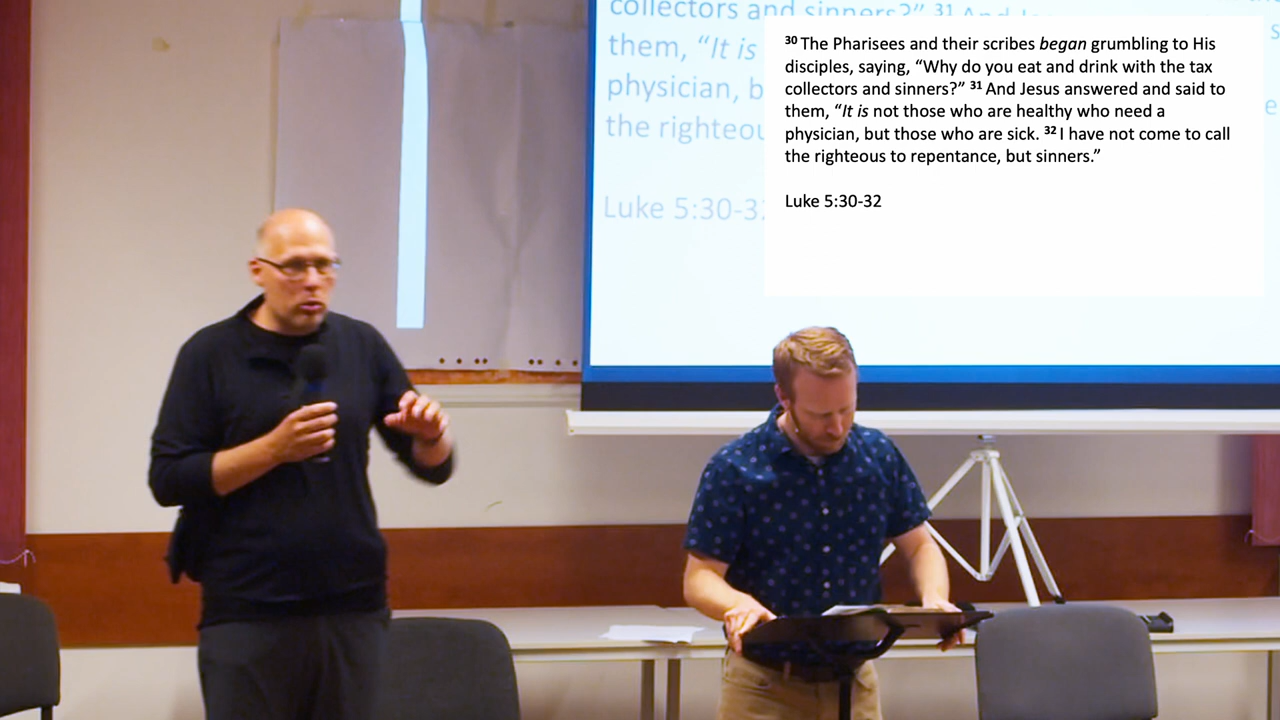 collectors and sinners?” 31 And
them, “It is
physician, b
the righteou
Luke 5:30-3
30 The Pharisees and their scribes began grumbling to His
disciples, saying, “Why do you eat and drink with the tax
collectors and sinners?” 31 And Jesus answered and said to
them, “It is not those who are healthy who need a
physician, but those who are sick. 32 I have not come to call
the righteous to repentance, but sinners.”
Luke 5:30-32